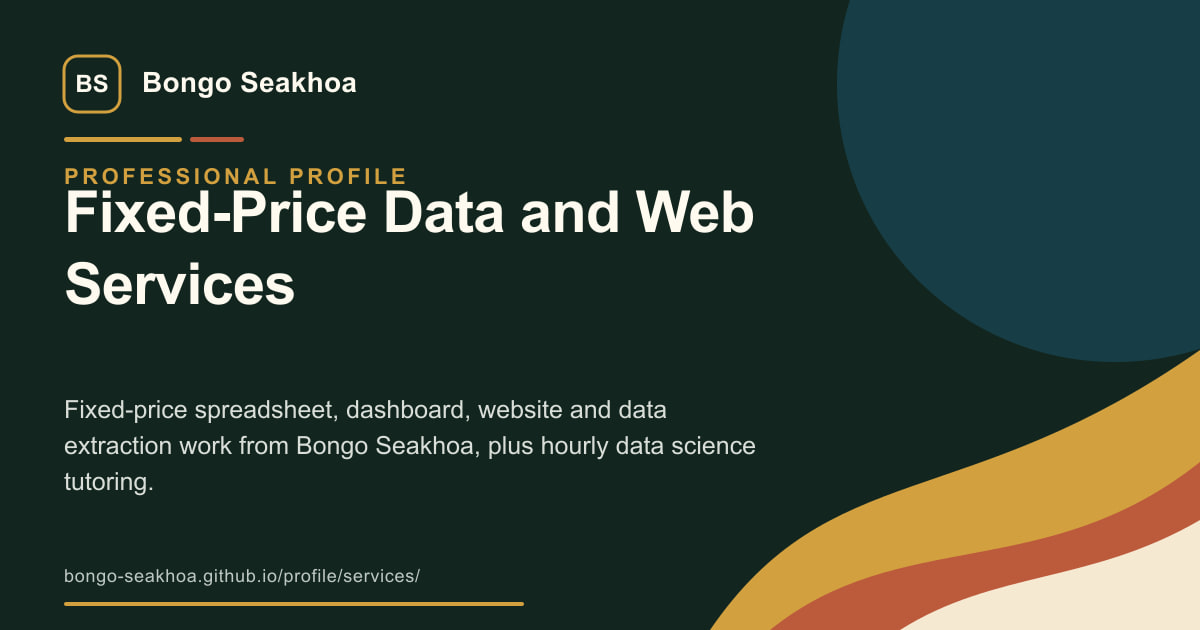 BS
Bongo Seakhoa
PROFESSIONAL PROFILE
Fixed-Price Data and Web
Services
Fixed-price spreadsheet, dashboard, website and data
extraction work from Bongo Seakhoa, plus hourly data science
tutoring.
bongo-seakhoa.github.io/profile/services/